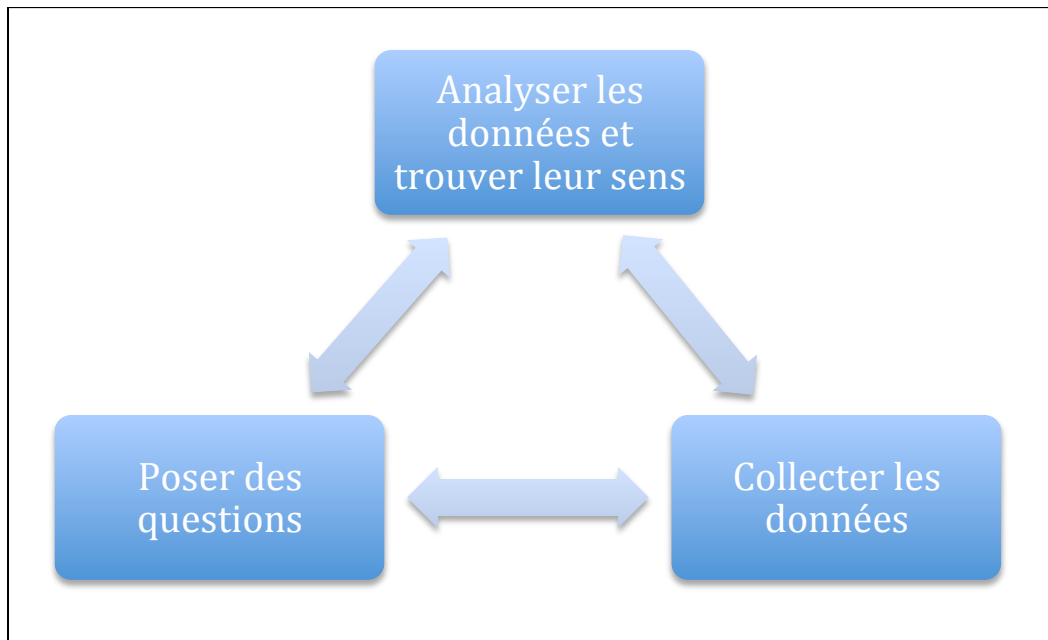 Analyser les
données et
trouver leur sens
Poser des
questions
Collecter les
données